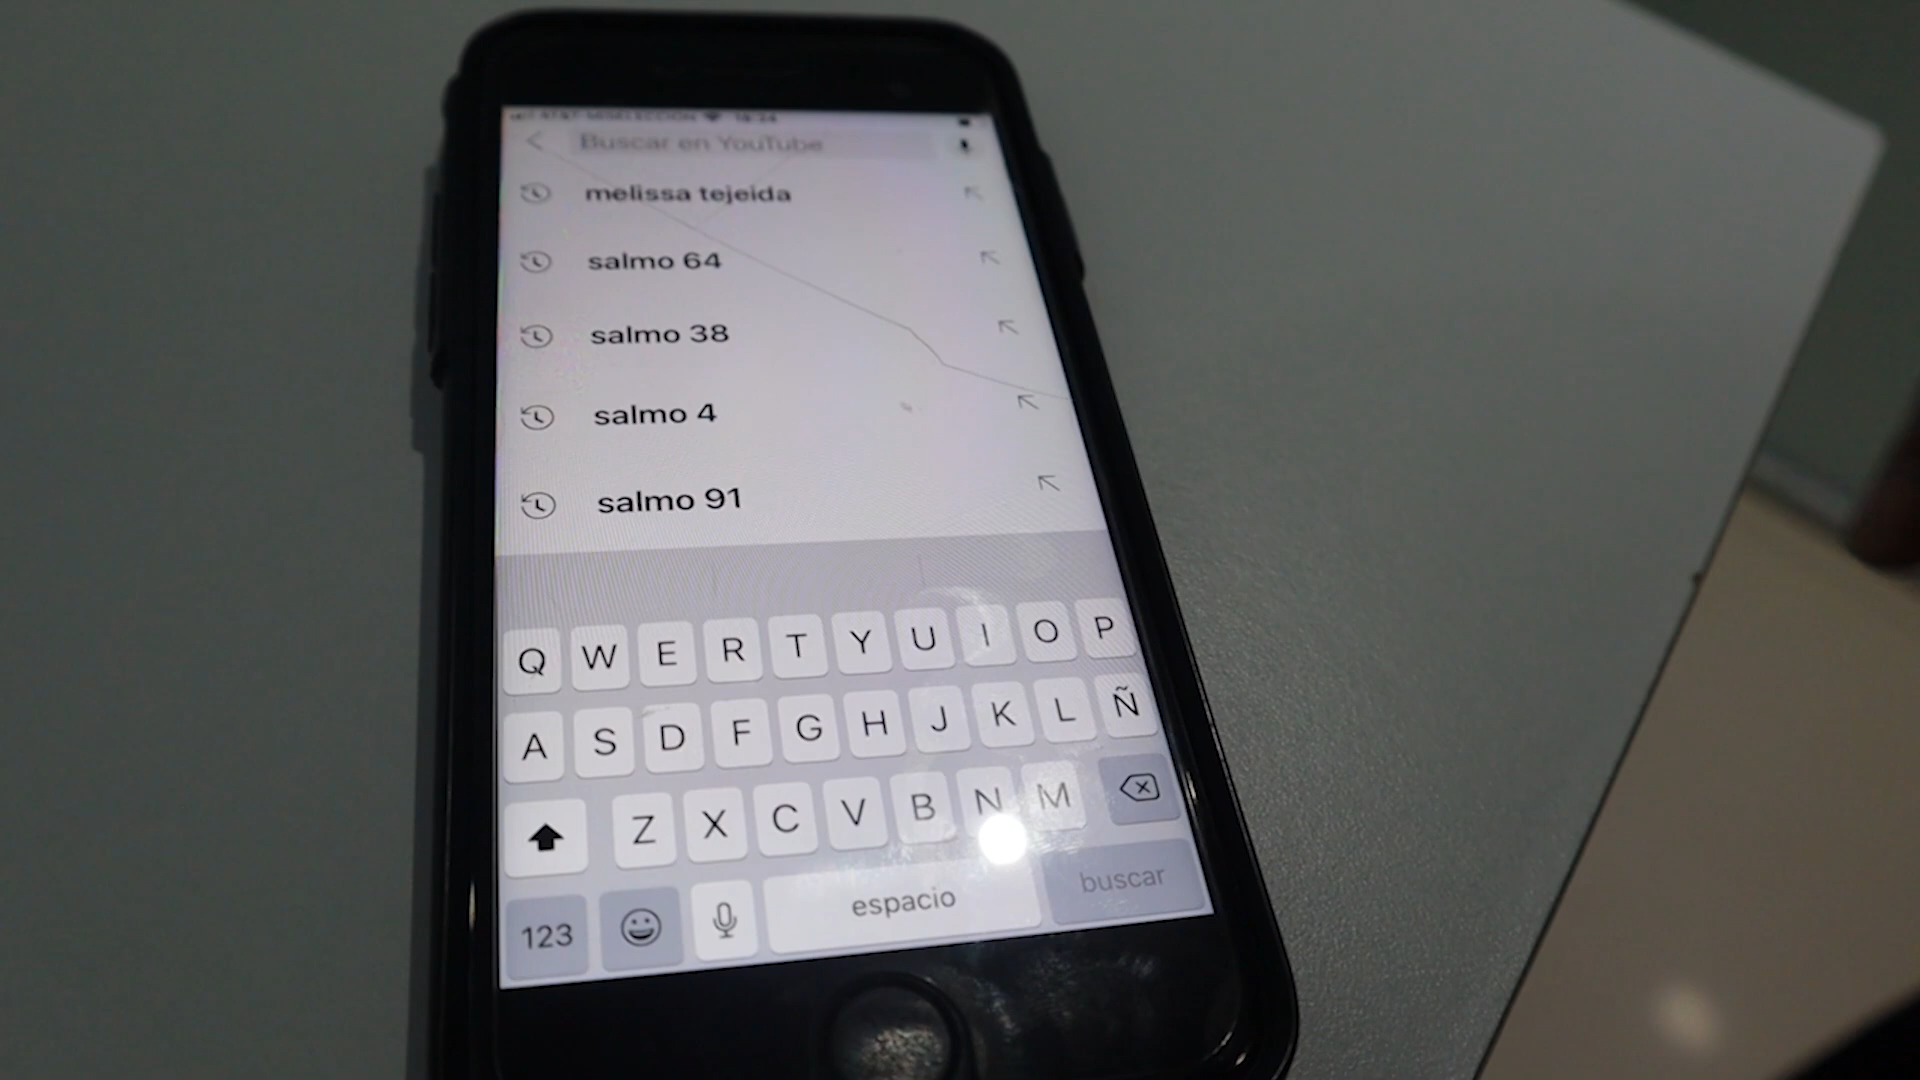 Buscar en YouTube
melissa tejeida
salmo 64
salmo 38
salmo 4
salmo 91
Q W E R T Y U I O P
A S D F G H J K L Ñ
Z X C V B N M
123 espacio buscar